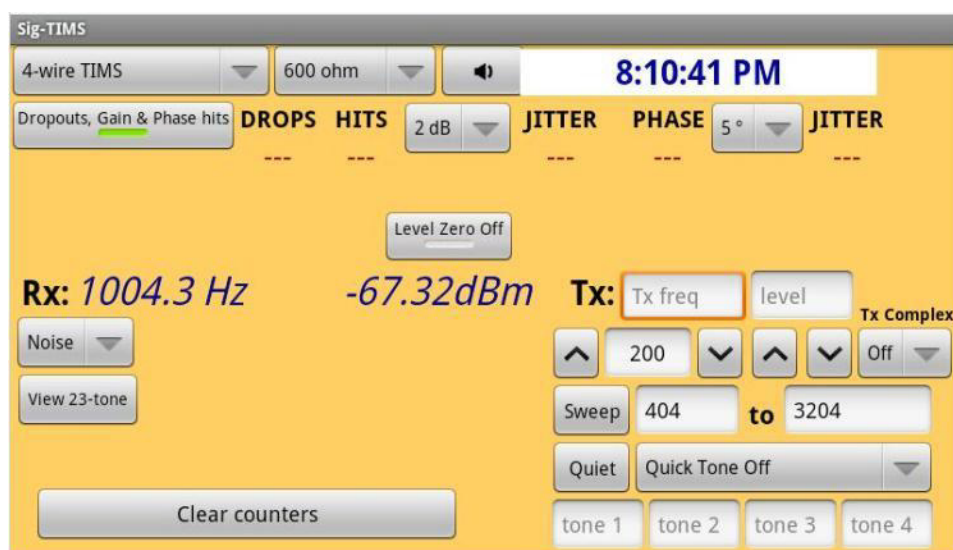 Sig-TIMS
4-wire TIMS 600 ohm 8:10:41 PM
Dropouts, Gain & Phase hits DROPS HITS 2 dB JITTER PHASE 5° JITTER
--- --- --- --- ---
Level Zero Off
Rx: 1004.3 Hz -67.32dBm Tx: Tx freq level
Tx Complex
Noise 200 Off
View 23-tone Sweep 404 to 3204
Quiet Quick Tone Off
Clear counters tone 1 tone 2 tone 3 tone 4